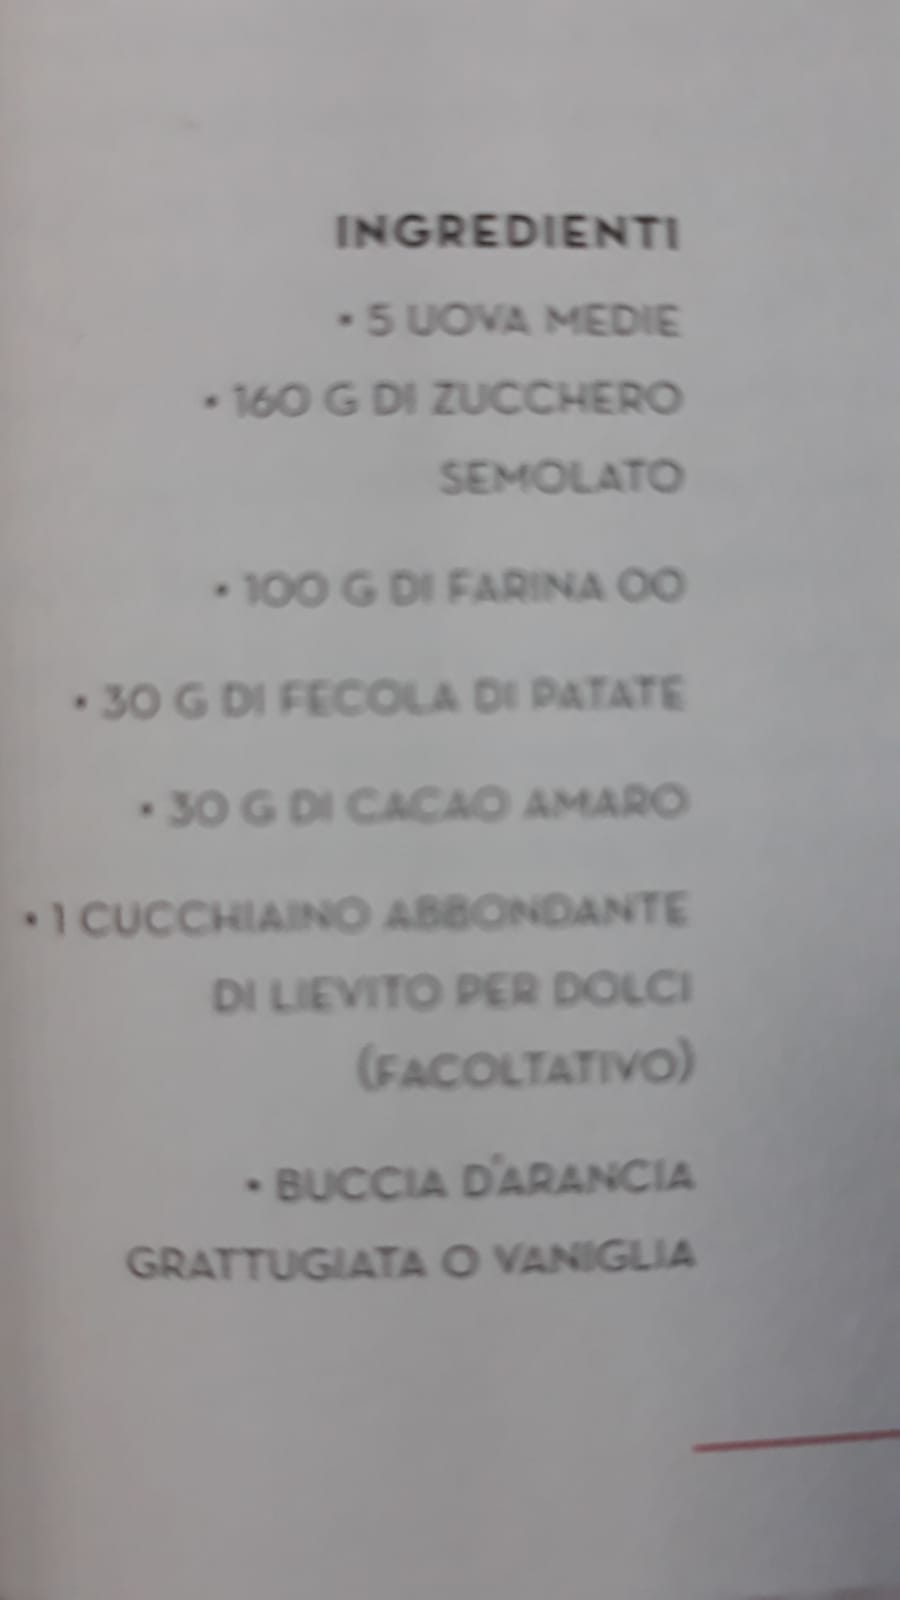 INGREDIENTI
• 5 UOVA MEDIE
• 160 G DI ZUCCHERO
SEMOLATO
• 100 G DI FARINA 00
• 30 G DI FECOLA DI PATATE
• 30 G DI CACAO AMARO
• 1 CUCCHIAINO ABBONDANTE
DI LIEVITO PER DOLCI
(FACOLTATIVO)
• BUCCIA D'ARANCIA
GRATTUGIATA O VANIGLIA